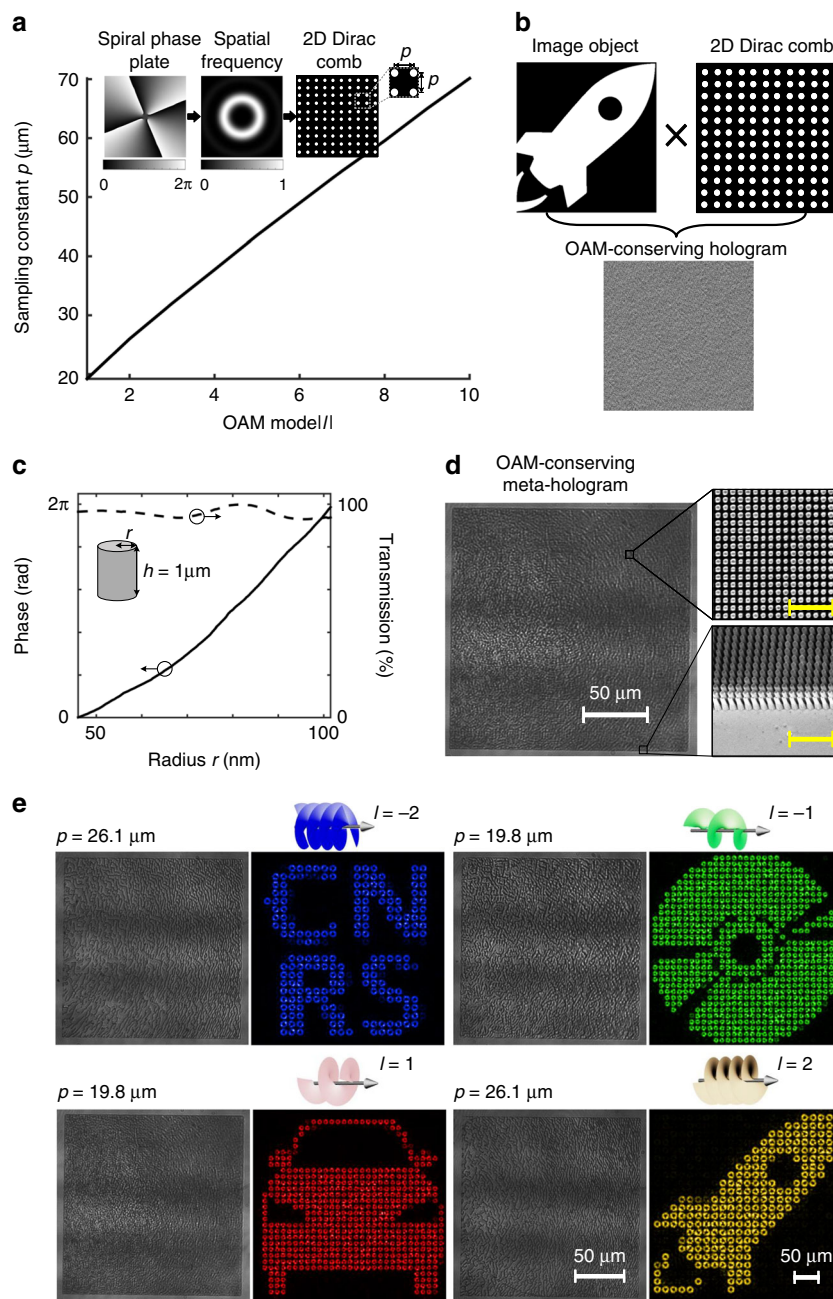 a
Spiral phase
plate
Spatial
frequency
2D Dirac
comb
p
p
0
2π
0
1
70
60
50
40
30
20
Sampling constant p (μm)
2
4
6
8
10
OAM model|l|
b
Image object
2D Dirac comb
OAM-conserving hologram
c
2π
0
Phase (rad)
r
h = 1μm
100
0
Transmission (%)
50
100
Radius r (nm)
d
OAM-conserving
meta-hologram
50 μm
e
p = 26.1 μm
l = –2
p = 19.8 μm
l = –1
CN
RS
p = 19.8 μm
l = 1
p = 26.1 μm
l = 2
50 μm
50 μm